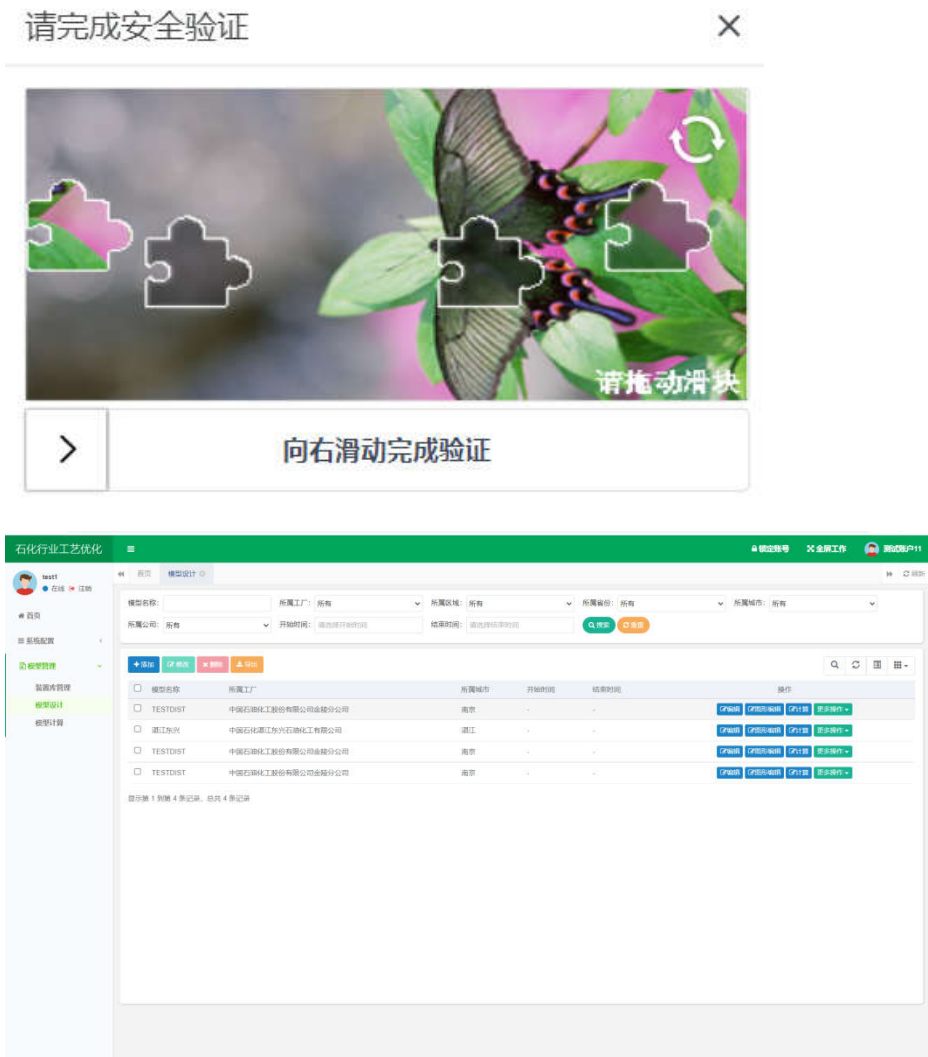 请完成安全验证
请拖动滑块
向右滑动完成验证
石化行业工艺优化 锁定账号 全屏工作 测试账户11
test1
在线 注销
首页 模型设计 刷新
首页
系统配置
模型管理
装置库管理
模型设计
模型计算
模型名称: 所属工厂: 所有 所属区域: 所有 所属省份: 所有 所属城市: 所有
所属公司: 所有 开始时间: 请选择开始时间 结束时间: 请选择结束时间 搜索 重置
+添加 修改 删除 导出
模型名称 所属工厂 所属城市 开始时间 结束时间 操作
TESTDIST 中国石油化工股份有限公司金陵分公司 南京 - - 编辑 图形编辑 计算 更多操作
湛江东兴 中国石化湛江东兴石油化工有限公司 湛江 - - 编辑 图形编辑 计算 更多操作
TESTDIST 中国石油化工股份有限公司金陵分公司 南京 - - 编辑 图形编辑 计算 更多操作
TESTDIST 中国石油化工股份有限公司金陵分公司 南京 - - 编辑 图形编辑 计算 更多操作
显示第 1 到第 4 条记录，总共 4 条记录